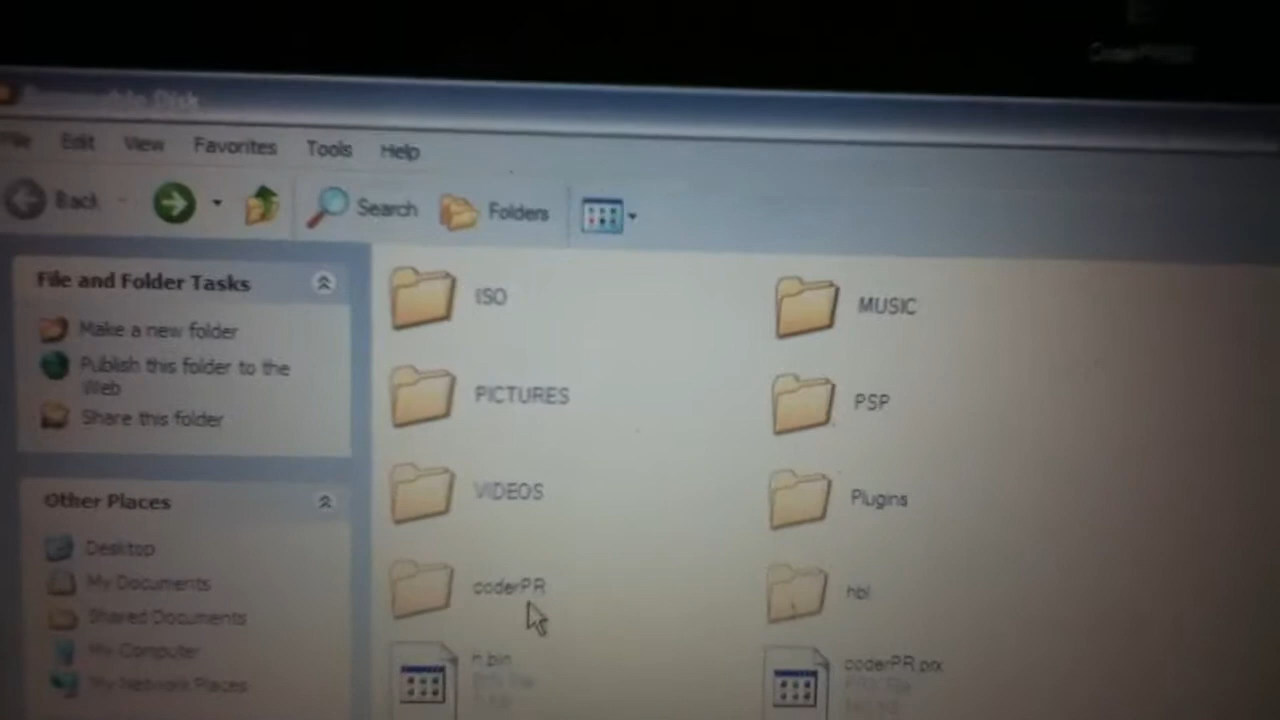 Removable Disk
File Edit View Favorites Tools Help
Back Search Folders
File and Folder Tasks
Make a new folder
Publish this folder to the
Web
Share this folder
Other Places
Desktop
My Documents
Shared Documents
My Computer
My Network Places
ISO MUSIC
PICTURES PSP
VIDEOS Plugins
coderPR hbl
h.bin coderPR.prx